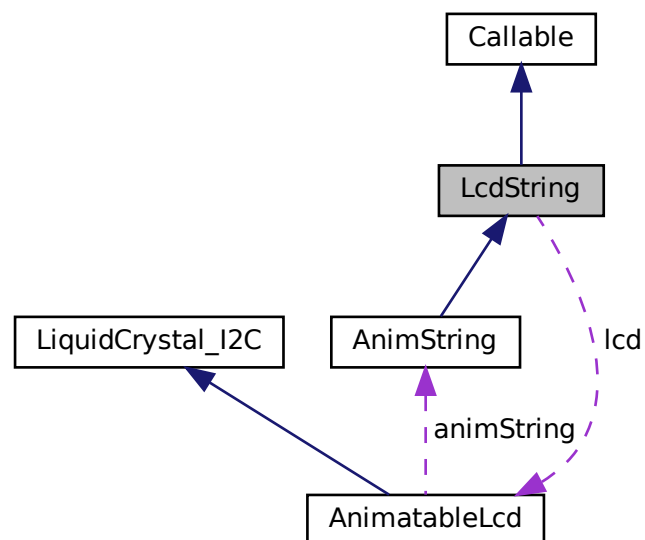 Callable
LcdString
LiquidCrystal_I2C
AnimString
lcd
animString
AnimatableLcd